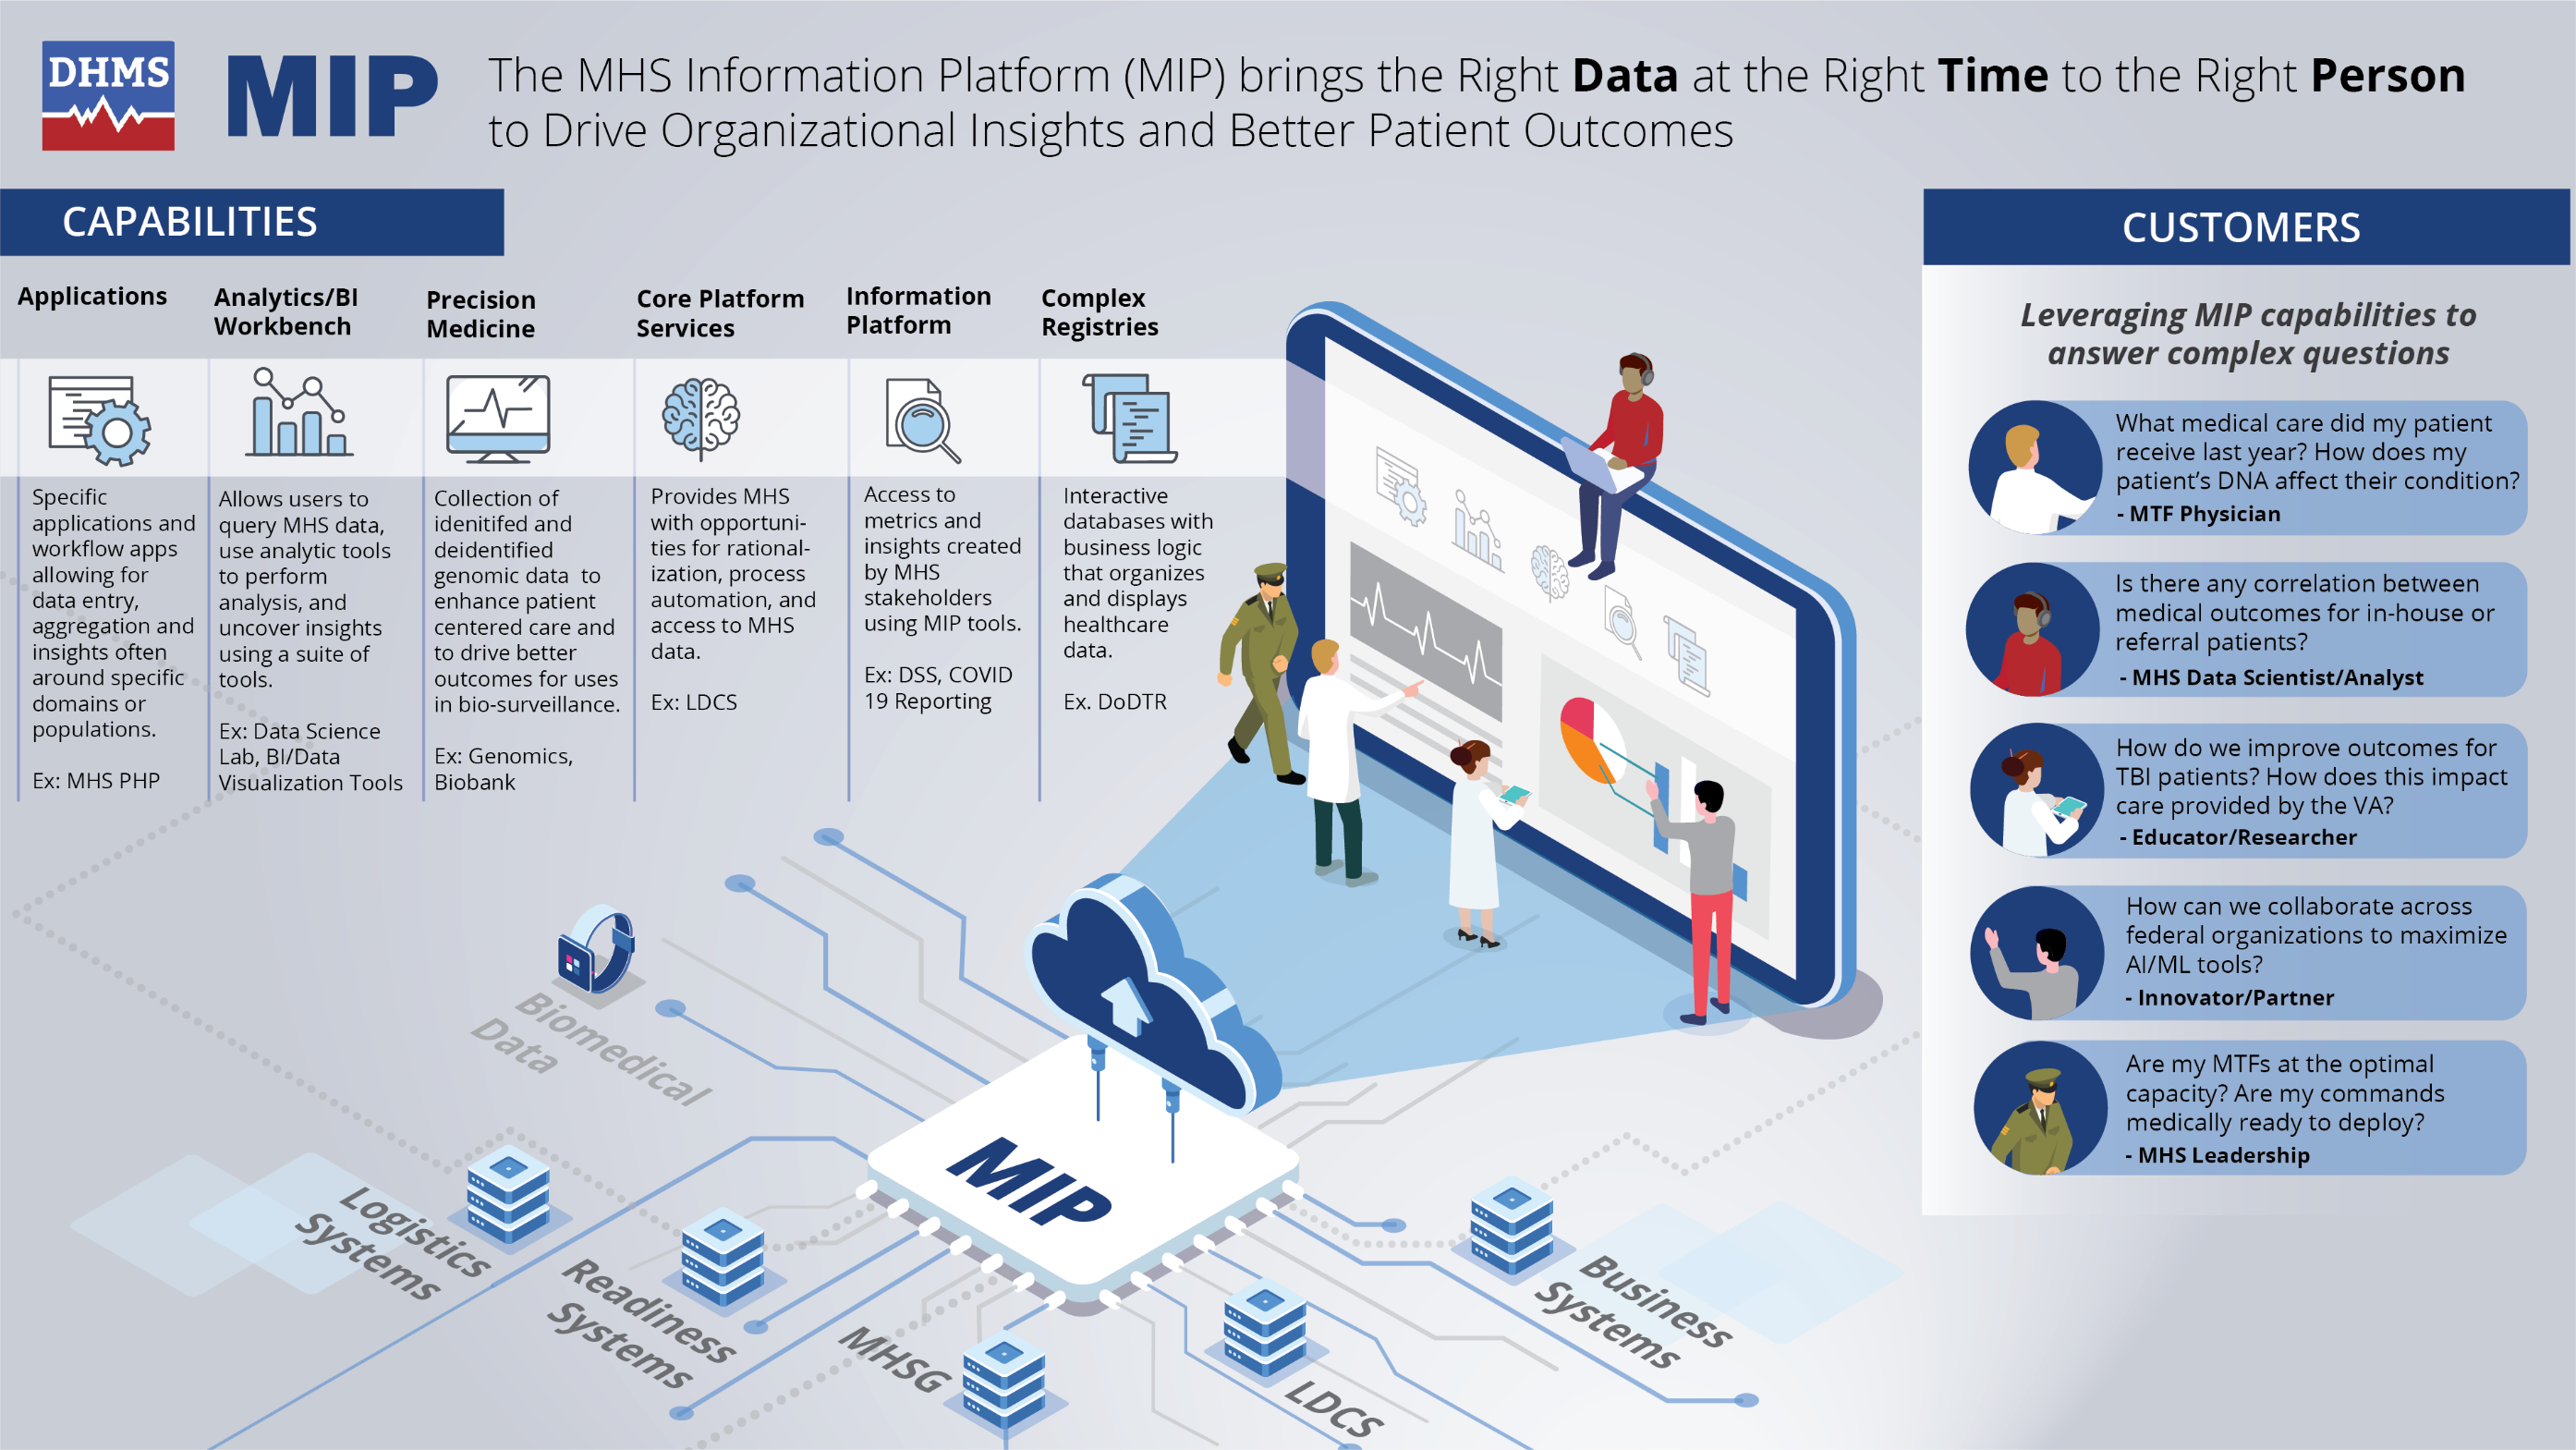 DHMS
MIP
The MHS Information Platform (MIP) brings the Right Data at the Right Time to the Right Person
to Drive Organizational Insights and Better Patient Outcomes
CAPABILITIES
Applications
Specific
applications and
workflow apps
allowing for
data entry,
aggregation and
insights often
around specific
domains or
populations.
Ex: MHS PHP
Analytics/BI
Workbench
Allows users to
query MHS data,
use analytic tools
to perform
analysis, and
uncover insights
using a suite of
tools.
Ex: Data Science
Lab, BI/Data
Visualization Tools
Precision
Medicine
Collection of
idenitifed and
deidentified
genomic data to
enhance patient
centered care and
to drive better
outcomes for uses
in bio-surveillance.
Ex: Genomics,
Biobank
Core Platform
Services
Provides MHS
with opportuni-
ties for rational-
ization, process
automation, and
access to MHS
data.
Ex: LDCS
Information
Platform
Access to
metrics and
insights created
by MHS
stakeholders
using MIP tools.
Ex: DSS, COVID
19 Reporting
Complex
Registries
Interactive
databases with
business logic
that organizes
and displays
healthcare
data.
Ex. DoDTR
CUSTOMERS
Leveraging MIP capabilities to
answer complex questions
What medical care did my patient
receive last year? How does my
patient’s DNA affect their condition?
- MTF Physician
Is there any correlation between
medical outcomes for in-house or
referral patients?
- MHS Data Scientist/Analyst
How do we improve outcomes for
TBI patients? How does this impact
care provided by the VA?
- Educator/Researcher
How can we collaborate across
federal organizations to maximize
AI/ML tools?
- Innovator/Partner
Are my MTFs at the optimal
capacity? Are my commands
medically ready to deploy?
- MHS Leadership
Biomedical
Data
Logistics
Systems
Readiness
Systems
MHSG
MIP
LDCS
Business
Systems